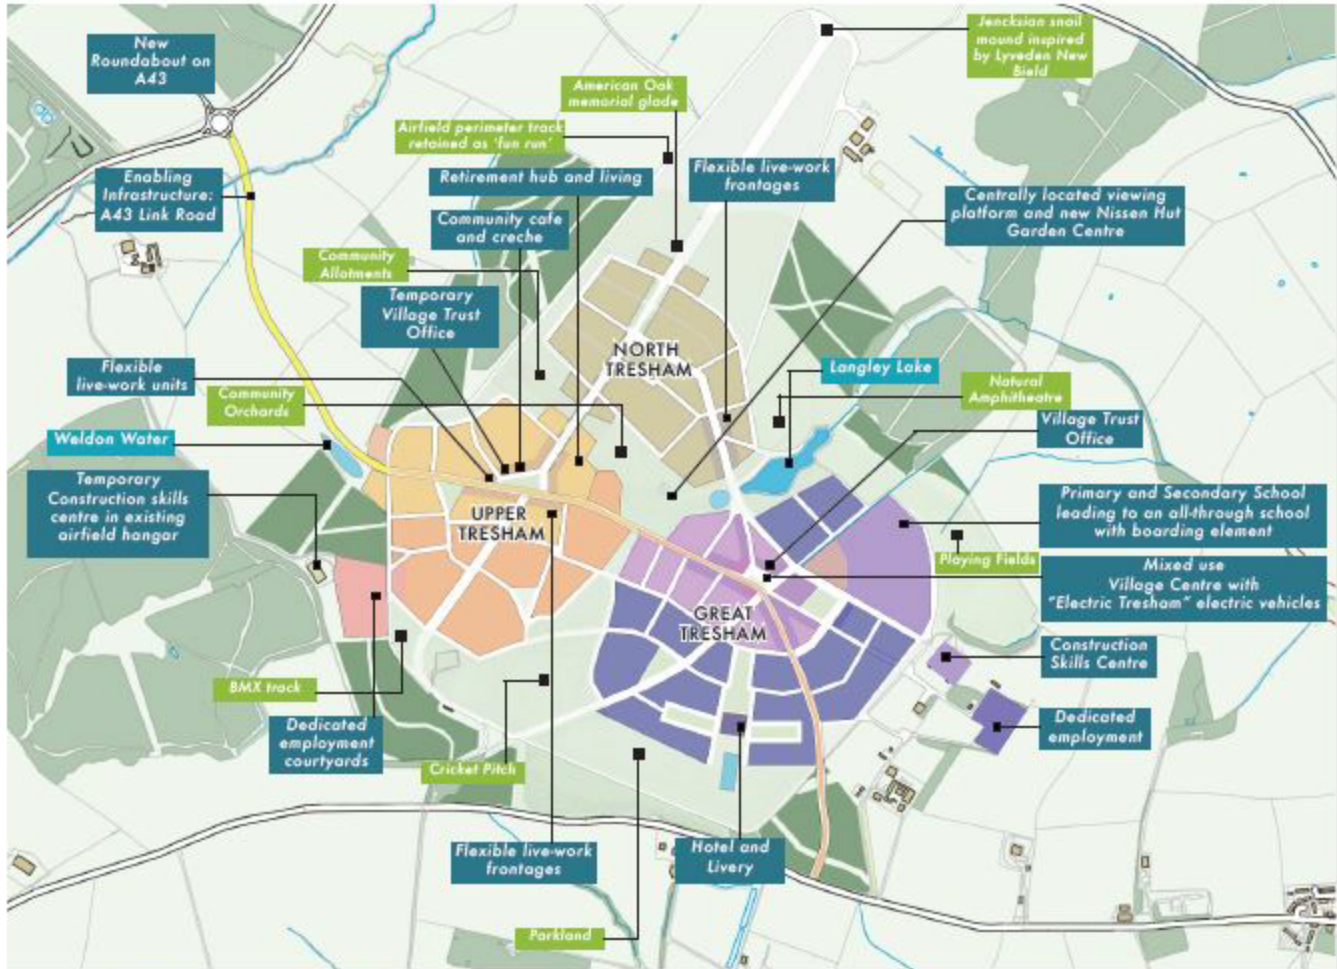 New
Roundabout on
A43
Jencksian snail
mound inspired
by Lyveden New
Bield
American Oak
memorial glade
Airfield perimeter track
retained as 'fun run'
Retirement hub and living
Flexible live-work
frontages
Enabling
Infrastructure:
A43 Link Road
Centrally located viewing
platform and new Nissen Hut
Garden Centre
Community cafe
and creche
Community
Allotments
Temporary
Village Trust
Office
NORTH
TRESHAM
Flexible
live-work units
Langley Lake
Natural
Amphitheatre
Community
Orchards
Village Trust
Office
Weldon Water
Temporary
Construction skills
centre in existing
airfield hangar
Primary and Secondary School
leading to an all-through school
with boarding element
UPPER
TRESHAM
Playing Fields
Mixed use
Village Centre with
"Electric Tresham" electric vehicles
GREAT
TRESHAM
Construction
Skills Centre
BMX track
Dedicated
employment
courtyards
Dedicated
employment
Cricket Pitch
Flexible live-work
frontages
Hotel and
Livery
Parkland